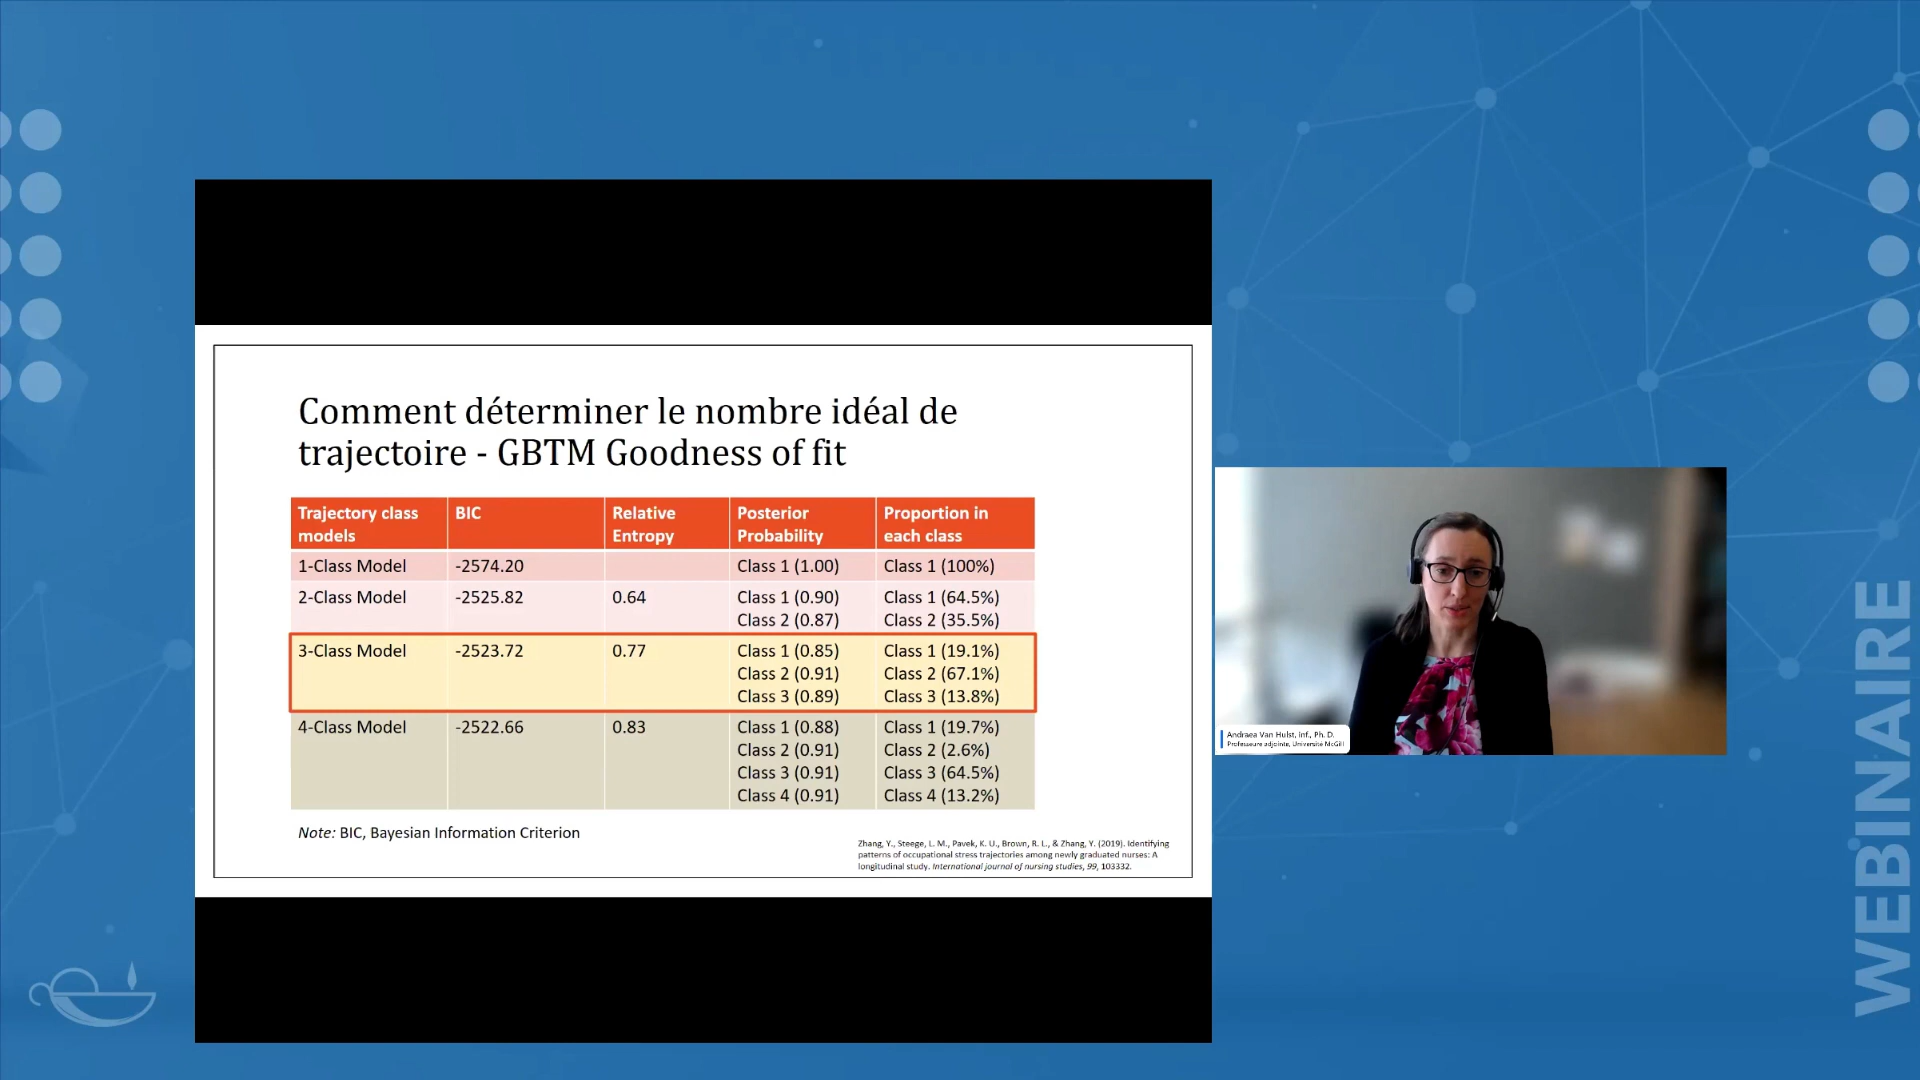 Comment déterminer le nombre idéal de
trajectoire - GBTM Goodness of fit
Trajectory class models | BIC | Relative Entropy | Posterior Probability | Proportion in each class
1-Class Model | -2574.20 | | Class 1 (1.00) | Class 1 (100%)
2-Class Model | -2525.82 | 0.64 | Class 1 (0.90) | Class 1 (64.5%)
Class 2 (0.87) | Class 2 (35.5%)
3-Class Model | -2523.72 | 0.77 | Class 1 (0.85) | Class 1 (19.1%)
Class 2 (0.91) | Class 2 (67.1%)
Class 3 (0.89) | Class 3 (13.8%)
4-Class Model | -2522.66 | 0.83 | Class 1 (0.88) | Class 1 (19.7%)
Class 2 (0.91) | Class 2 (2.6%)
Class 3 (0.91) | Class 3 (64.5%)
Class 4 (0.91) | Class 4 (13.2%)
Note: BIC, Bayesian Information Criterion
Zhang, Y., Steege, L. M., Pavek, K. U., Brown, R. L., & Zhang, Y. (2019). Identifying
patterns of occupational stress trajectories among newly graduated nurses: A
longitudinal study. International journal of nursing studies, 99, 103332.
Andraea Van Hulst, inf., Ph. D.
Professeure adjointe, Université McGill
WEBINAIRE